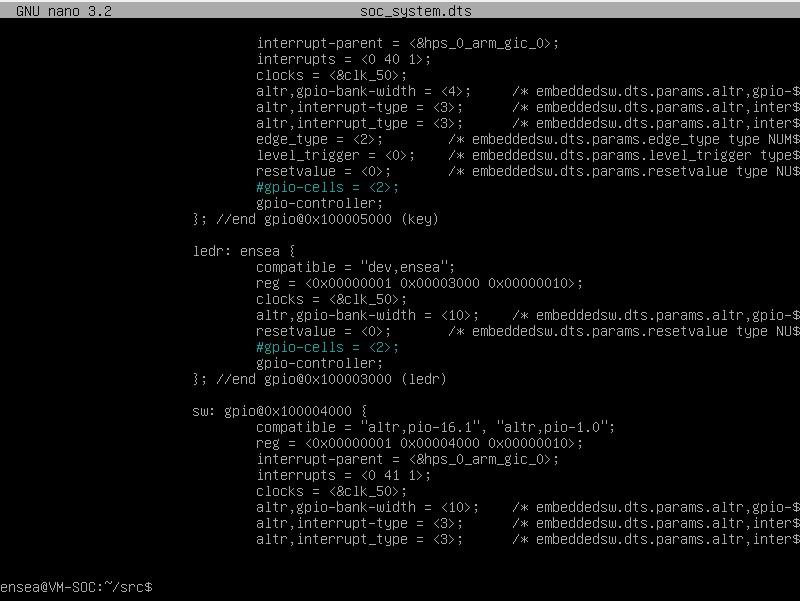 GNU nano 3.2 soc_system.dts
interrupt-parent = <&hps_0_arm_gic_0>;
interrupts = <0 40 1>;
clocks = <&clk_50>;
altr,gpio-bank-width = <4>; /* embeddedsw.dts.params.altr,gpio-$
altr,interrupt-type = <3>; /* embeddedsw.dts.params.altr,inter$
altr,interrupt_type = <3>; /* embeddedsw.dts.params.altr,inter$
edge_type = <2>; /* embeddedsw.dts.params.edge_type type NUM$
level_trigger = <0>; /* embeddedsw.dts.params.level_trigger type$
resetvalue = <0>; /* embeddedsw.dts.params.resetvalue type NU$
#gpio-cells = <2>;
gpio-controller;
}; //end gpio@0x100005000 (key)
ledr: ensea {
compatible = "dev,ensea";
reg = <0x00000001 0x00003000 0x00000010>;
clocks = <&clk_50>;
altr,gpio-bank-width = <10>; /* embeddedsw.dts.params.altr,gpio-$
resetvalue = <0>; /* embeddedsw.dts.params.resetvalue type NU$
#gpio-cells = <2>;
gpio-controller;
}; //end gpio@0x100003000 (ledr)
sw: gpio@0x100004000 {
compatible = "altr,pio-16.1", "altr,pio-1.0";
reg = <0x00000001 0x00004000 0x00000010>;
interrupt-parent = <&hps_0_arm_gic_0>;
interrupts = <0 41 1>;
clocks = <&clk_50>;
altr,gpio-bank-width = <10>; /* embeddedsw.dts.params.altr,gpio-$
altr,interrupt-type = <3>; /* embeddedsw.dts.params.altr,inter$
altr,interrupt_type = <3>; /* embeddedsw.dts.params.altr,inter$
ensea@VM-SOC:~/src$